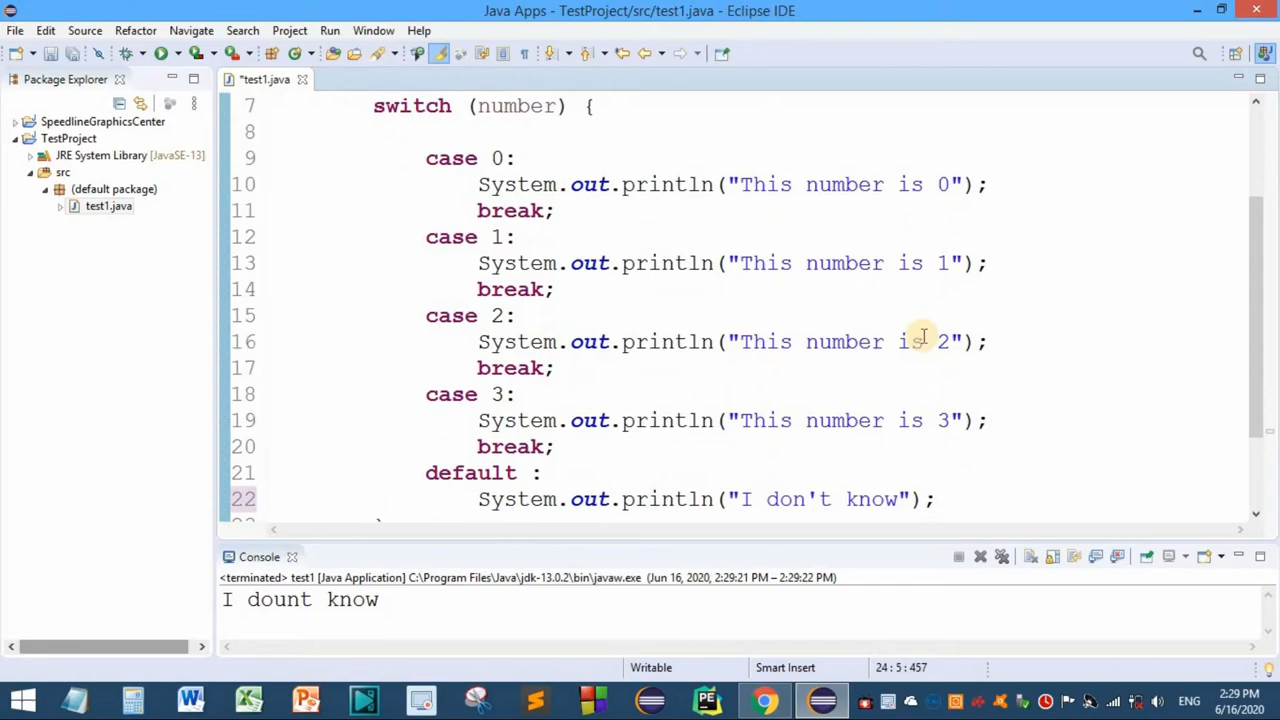 Java Apps - TestProject/src/test1.java - Eclipse IDE
File Edit Source Refactor Navigate Search Project Run Window Help
Package Explorer
*test1.java
SpeedlineGraphicsCenter
TestProject
JRE System Library [JavaSE-13]
src
(default package)
test1.java
7 switch (number) {
8
9 case 0:
10 System.out.println("This number is 0");
11 break;
12 case 1:
13 System.out.println("This number is 1");
14 break;
15 case 2:
16 System.out.println("This number is 2");
17 break;
18 case 3:
19 System.out.println("This number is 3");
20 break;
21 default :
22 System.out.println("I don't know");
Console
<terminated> test1 [Java Application] C:\Program Files\Java\jdk-13.0.2\bin\javaw.exe (Jun 16, 2020, 2:29:21 PM – 2:29:22 PM)
I dount know
Writable Smart Insert 24 : 5 : 457
ENG
2:29 PM
6/16/2020